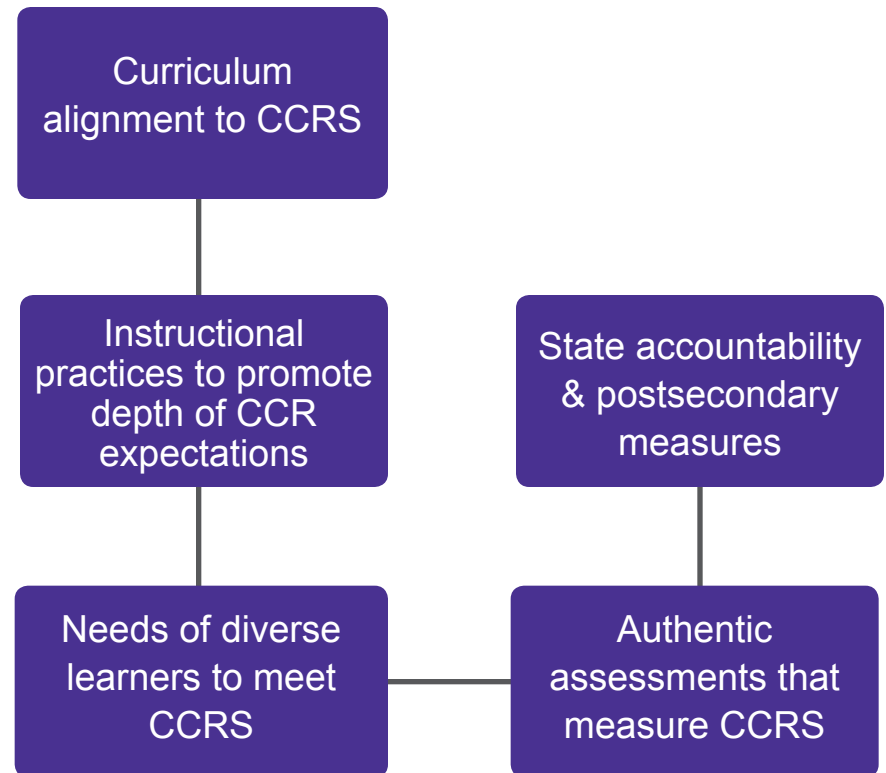 Curriculum
alignment to CCRS
Instructional
practices to promote
depth of CCR
expectations
State accountability
& postsecondary
measures
Needs of diverse
learners to meet
CCRS
Authentic
assessments that
measure CCRS